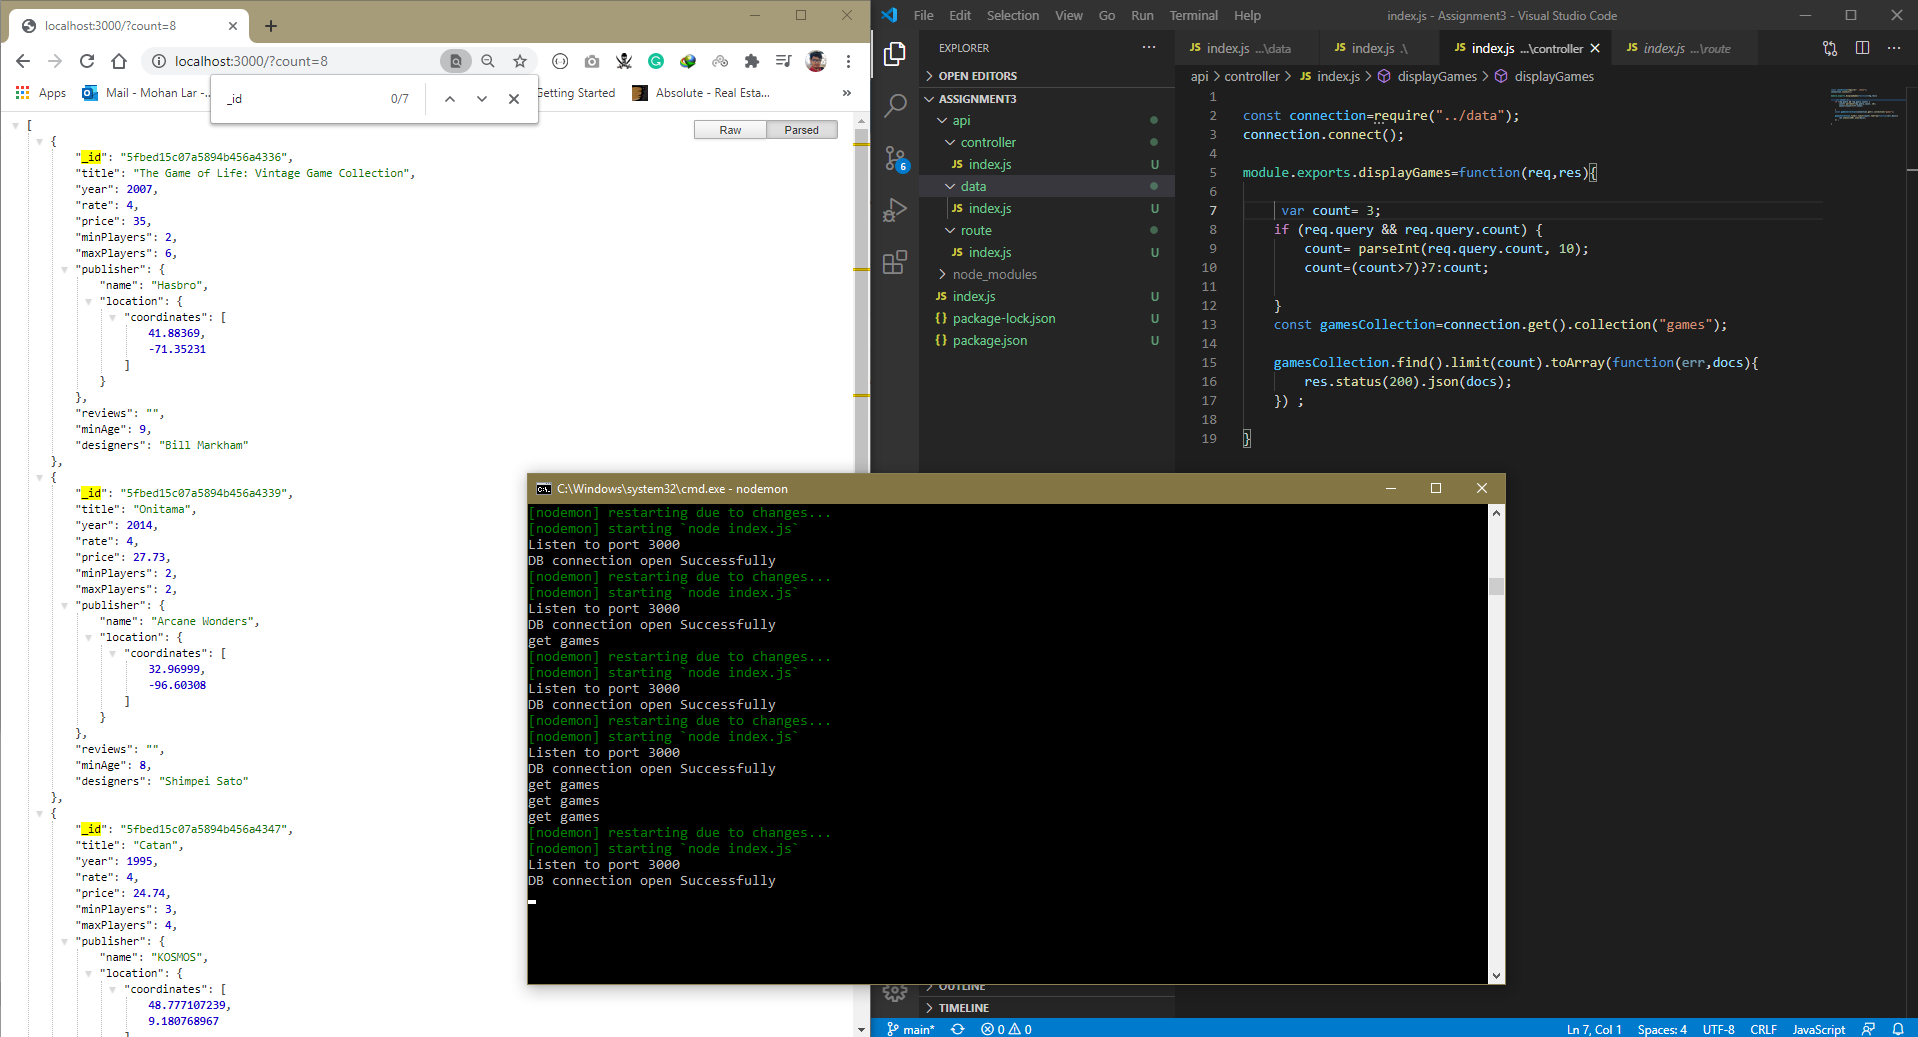 localhost:3000/?count=8
localhost:3000/?count=8
Apps
Mail - Mohan Lar -...
Getting Started
Absolute - Real Esta...
»
_id
0/7
Raw
Parsed
[
{
"_id": "5fbed15c07a5894b456a4336",
"title": "The Game of Life: Vintage Game Collection",
"year": 2007,
"rate": 4,
"price": 35,
"minPlayers": 2,
"maxPlayers": 6,
"publisher": {
"name": "Hasbro",
"location": {
"coordinates": [
41.88369,
-71.35231
]
}
},
"reviews": "",
"minAge": 9,
"designers": "Bill Markham"
},
{
"_id": "5fbed15c07a5894b456a4339",
"title": "Onitama",
"year": 2014,
"rate": 4,
"price": 27.73,
"minPlayers": 2,
"maxPlayers": 2,
"publisher": {
"name": "Arcane Wonders",
"location": {
"coordinates": [
32.96999,
-96.60308
]
}
},
"reviews": "",
"minAge": 8,
"designers": "Shimpei Sato"
},
{
"_id": "5fbed15c07a5894b456a4347",
"title": "Catan",
"year": 1995,
"rate": 4,
"price": 24.74,
"minPlayers": 3,
"maxPlayers": 4,
"publisher": {
"name": "KOSMOS",
"location": {
"coordinates": [
48.777107239,
9.180768967
]
File Edit Selection View Go Run Terminal Help
index.js - Assignment3 - Visual Studio Code
EXPLORER
OPEN EDITORS
ASSIGNMENT3
api
controller
JS index.js U
data
JS index.js U
route
JS index.js U
node_modules
JS index.js U
{} package-lock.json U
{} package.json U
OUTLINE
TIMELINE
6
JS index.js ...\data
JS index.js .\
JS index.js ...\controller
JS index.js ...\route
api > controller > JS index.js > displayGames > displayGames
1
2 const connection=require("../data");
3 connection.connect();
4
5 module.exports.displayGames=function(req,res){
6
7 var count= 3;
8 if (req.query && req.query.count) {
9 count= parseInt(req.query.count, 10);
10 count=(count>7)?7:count;
11
12 }
13 const gamesCollection=connection.get().collection("games");
14
15 gamesCollection.find().limit(count).toArray(function(err,docs){
16 res.status(200).json(docs);
17 }) ;
18
19 }
C:\Windows\system32\cmd.exe - nodemon
[nodemon] restarting due to changes...
[nodemon] starting `node index.js`
Listen to port 3000
DB connection open Successfully
[nodemon] restarting due to changes...
[nodemon] starting `node index.js`
Listen to port 3000
DB connection open Successfully
get games
[nodemon] restarting due to changes...
[nodemon] starting `node index.js`
Listen to port 3000
DB connection open Successfully
[nodemon] restarting due to changes...
[nodemon] starting `node index.js`
Listen to port 3000
DB connection open Successfully
get games
get games
get games
[nodemon] restarting due to changes...
[nodemon] starting `node index.js`
Listen to port 3000
DB connection open Successfully
main* 0 0
Ln 7, Col 1 Spaces: 4 UTF-8 CRLF JavaScript